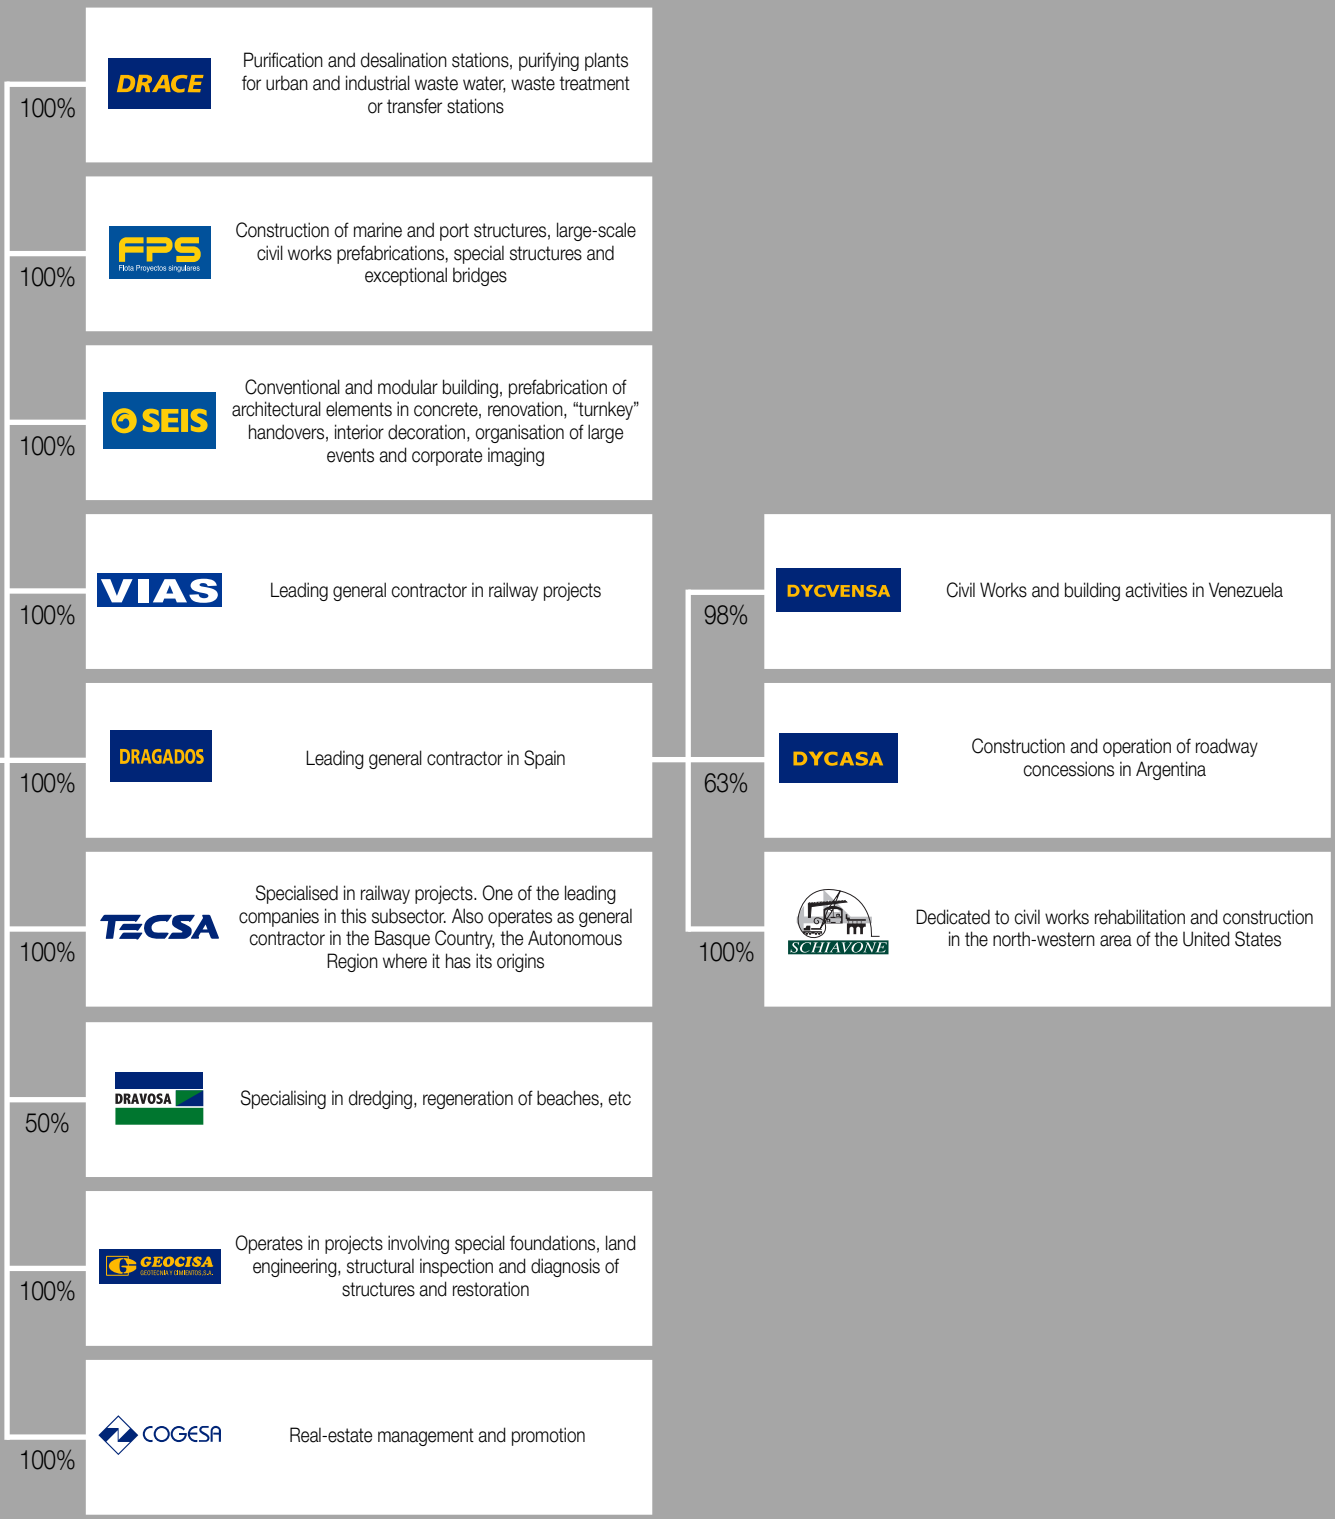 DRACE
Purification and desalination stations, purifying plants
for urban and industrial waste water, waste treatment
or transfer stations
100%
FPS
Flota Proyectos singulares
Construction of marine and port structures, large-scale
civil works prefabrications, special structures and
exceptional bridges
100%
SEIS
Conventional and modular building, prefabrication of
architectural elements in concrete, renovation, “turnkey”
handovers, interior decoration, organisation of large
events and corporate imaging
100%
VIAS
Leading general contractor in railway projects
100%
DRAGADOS
Leading general contractor in Spain
100%
TECSA
Specialised in railway projects. One of the leading
companies in this subsector. Also operates as general
contractor in the Basque Country, the Autonomous
Region where it has its origins
100%
DRAVOSA
Specialising in dredging, regeneration of beaches, etc
50%
GEOCISA
GEOTECNIA Y CIMIENTOS, S.A.
Operates in projects involving special foundations, land
engineering, structural inspection and diagnosis of
structures and restoration
100%
COGESA
Real-estate management and promotion
100%
DYCVENSA
Civil Works and building activities in Venezuela
98%
DYCASA
Construction and operation of roadway
concessions in Argentina
63%
SCHIAVONE
Dedicated to civil works rehabilitation and construction
in the north-western area of the United States
100%